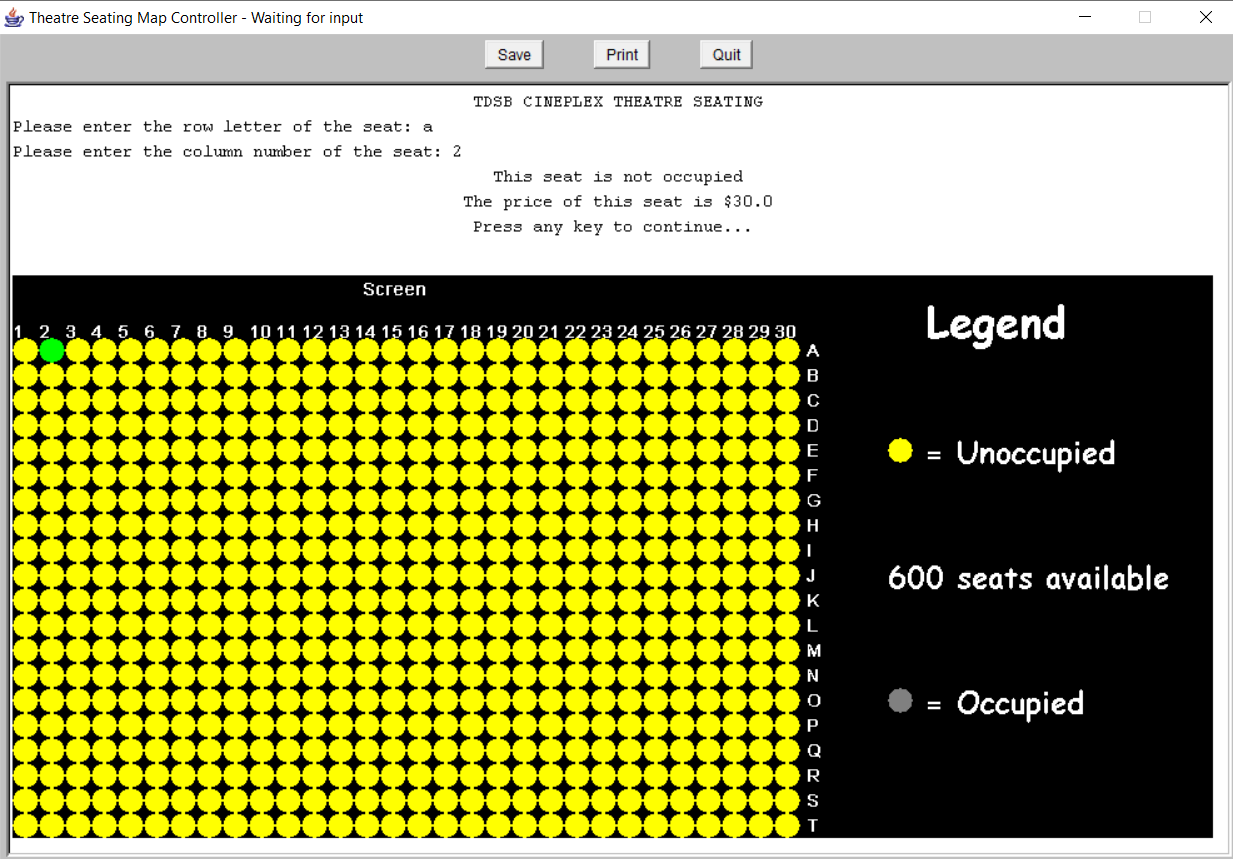 Theatre Seating Map Controller - Waiting for input
Save Print Quit
TDSB CINEPLEX THEATRE SEATING
Please enter the row letter of the seat: a
Please enter the column number of the seat: 2
This seat is not occupied
The price of this seat is $30.0
Press any key to continue...
Screen
1 2 3 4 5 6 7 8 9 10 11 12 13 14 15 16 17 18 19 20 21 22 23 24 25 26 27 28 29 30
A
B
C
D
E
F
G
H
I
J
K
L
M
N
O
P
Q
R
S
T
Legend
= Unoccupied
600 seats available
= Occupied